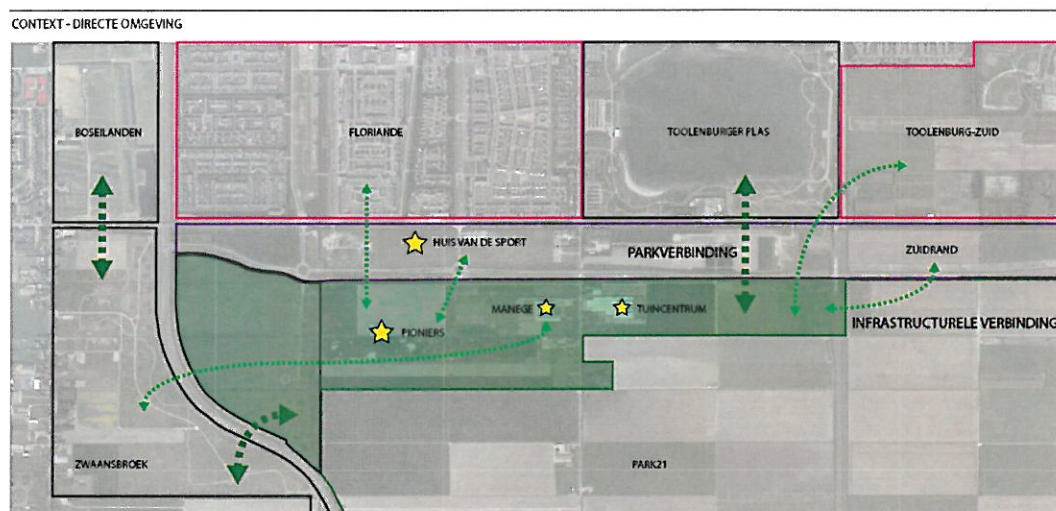 CONTEXT - DIRECTE OMGEVING
BOSEILANDEN
FLORIANDE
TOOLENBURGER PLAS
TOOLENBURG-ZUID
HUIS VAN DE SPORT
PARKVERBINDING
ZUIDRAND
MANEGE
TUINCENTRUM
PIONIERS
INFRASTRUCTURELE VERBINDING
ZWAANSBROEK
PARK21